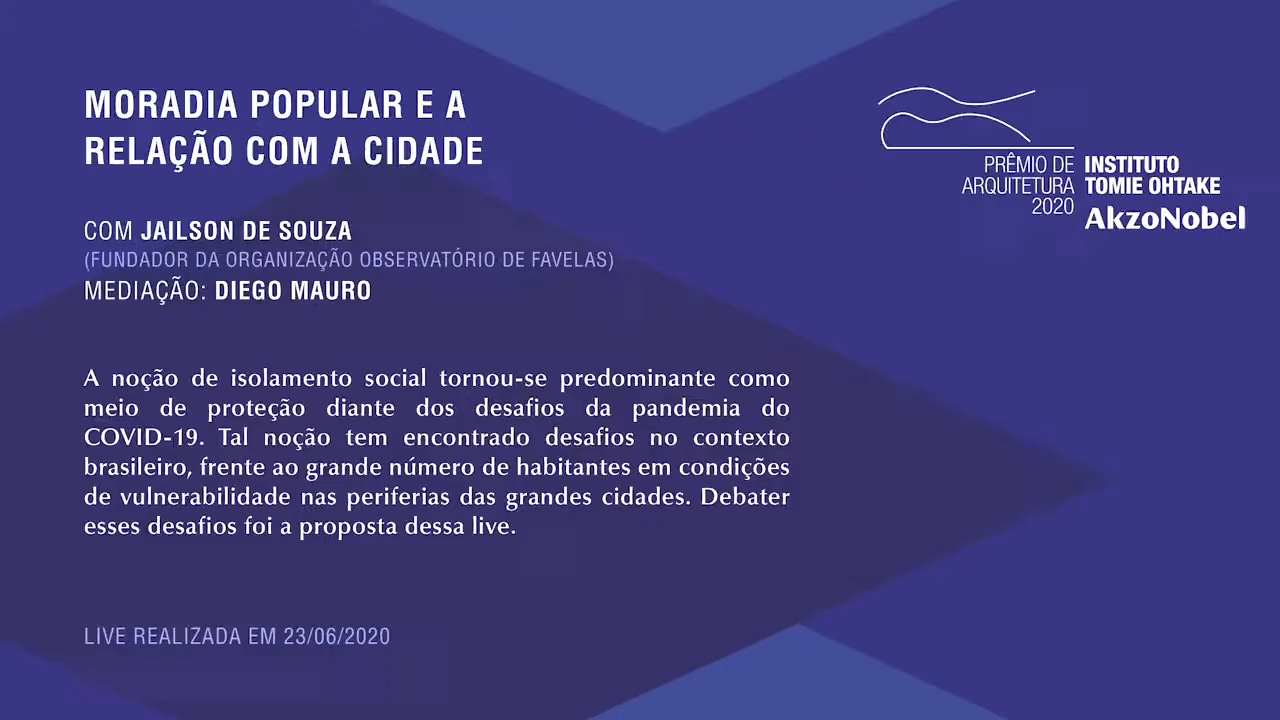 MORADIA POPULAR E A
RELAÇÃO COM A CIDADE
COM JAILSON DE SOUZA
(FUNDADOR DA ORGANIZAÇÃO OBSERVATÓRIO DE FAVELAS)
MEDIAÇÃO: DIEGO MAURO
A noção de isolamento social tornou-se predominante como
meio de proteção diante dos desafios da pandemia do
COVID-19. Tal noção tem encontrado desafios no contexto
brasileiro, frente ao grande número de habitantes em condições
de vulnerabilidade nas periferias das grandes cidades. Debater
esses desafios foi a proposta dessa live.
LIVE REALIZADA EM 23/06/2020
PRÊMIO DE
ARQUITETURA
2020
INSTITUTO
TOMIE OHTAKE
AkzoNobel